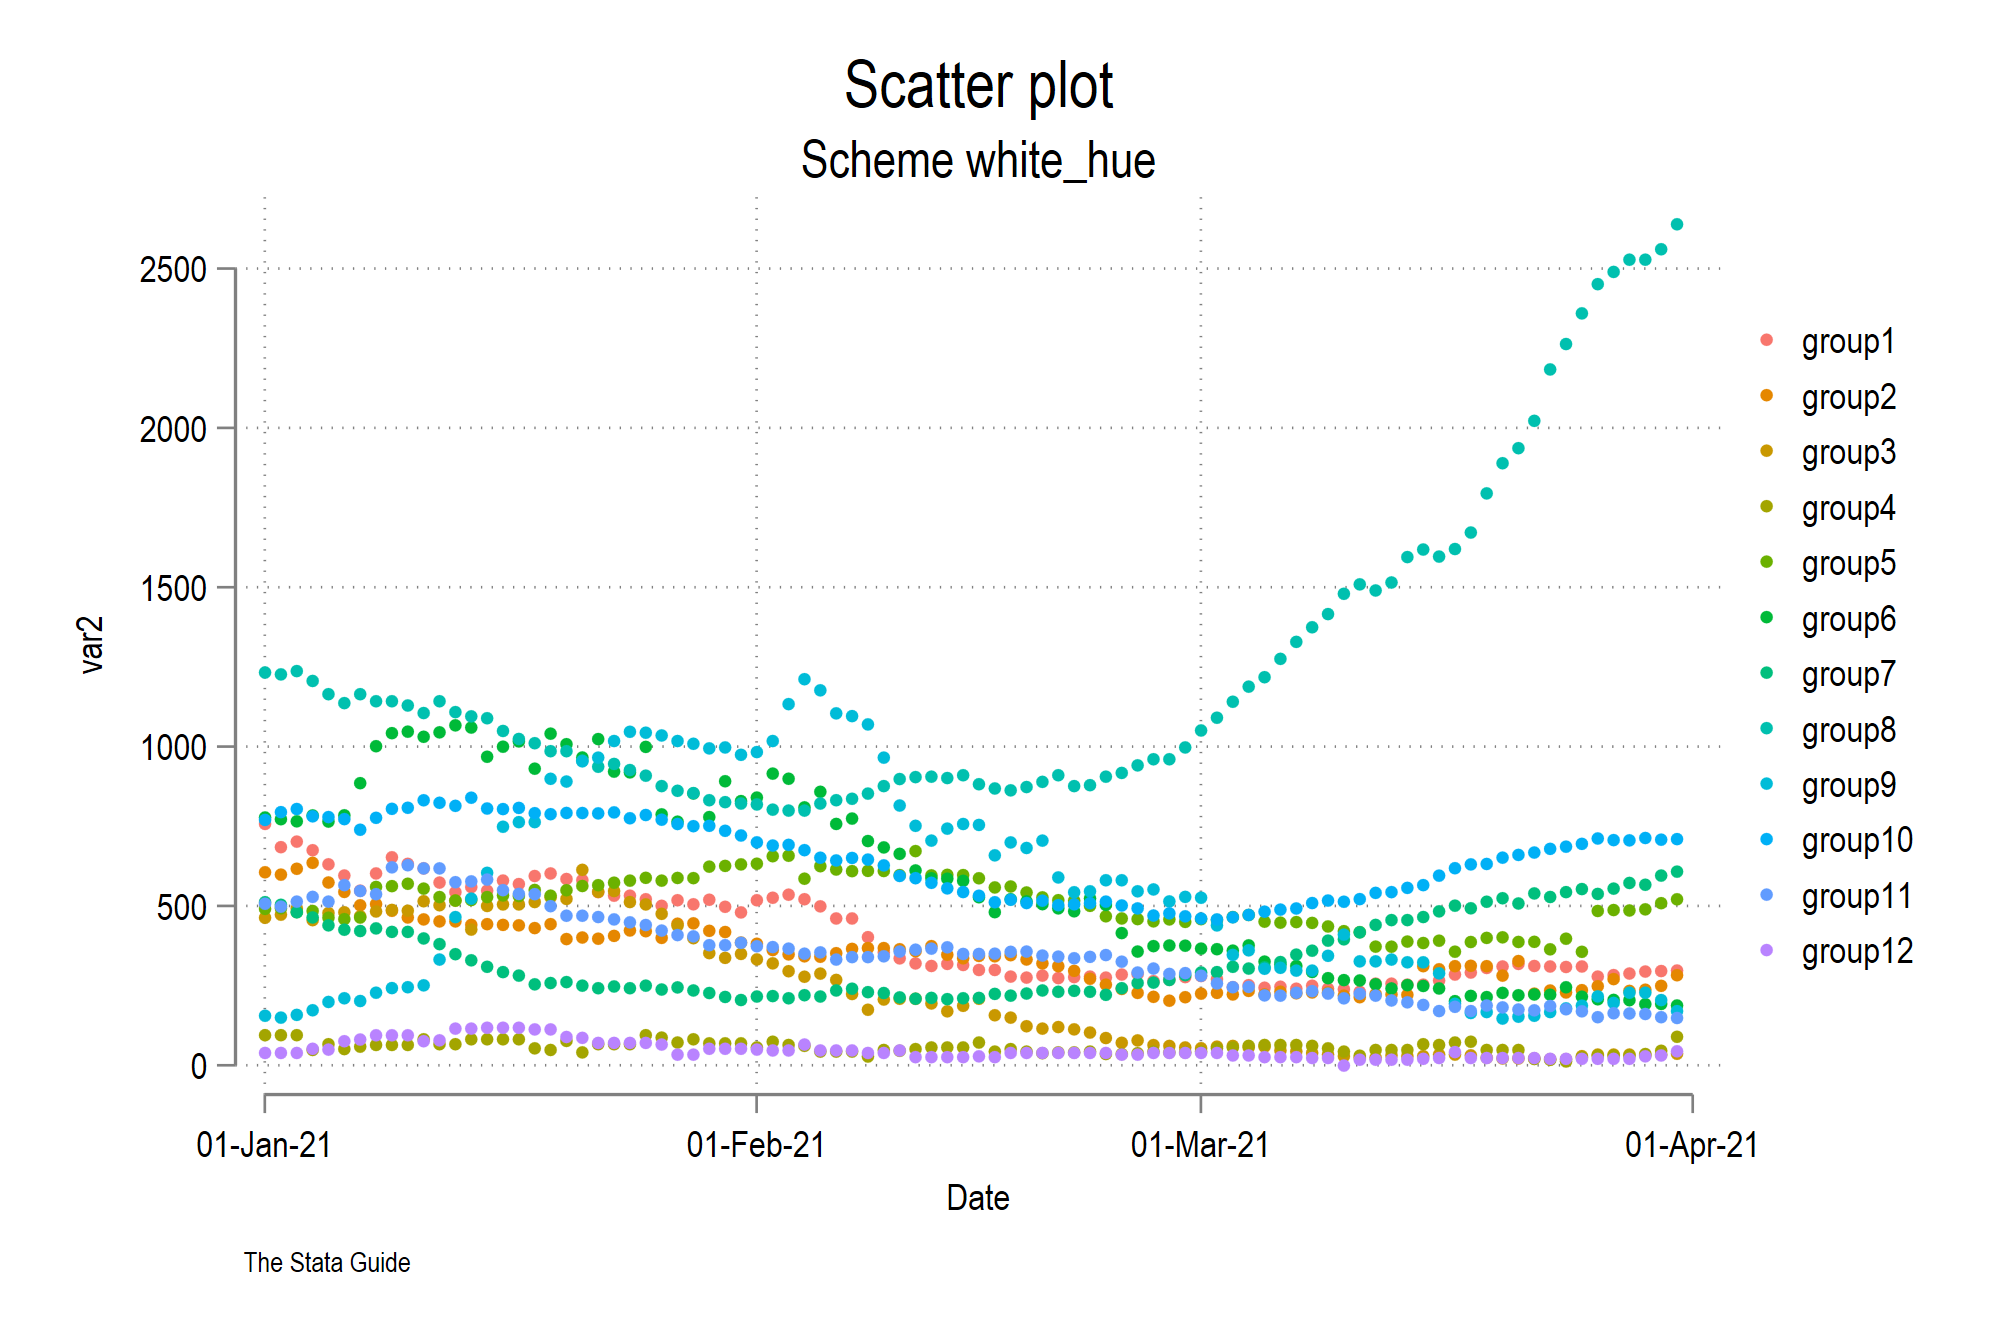 Scatter plot
Scheme white_hue
2500
2000
1500
1000
500
0
var2
01-Jan-21
01-Feb-21
01-Mar-21
01-Apr-21
Date
group1
group2
group3
group4
group5
group6
group7
group8
group9
group10
group11
group12
The Stata Guide